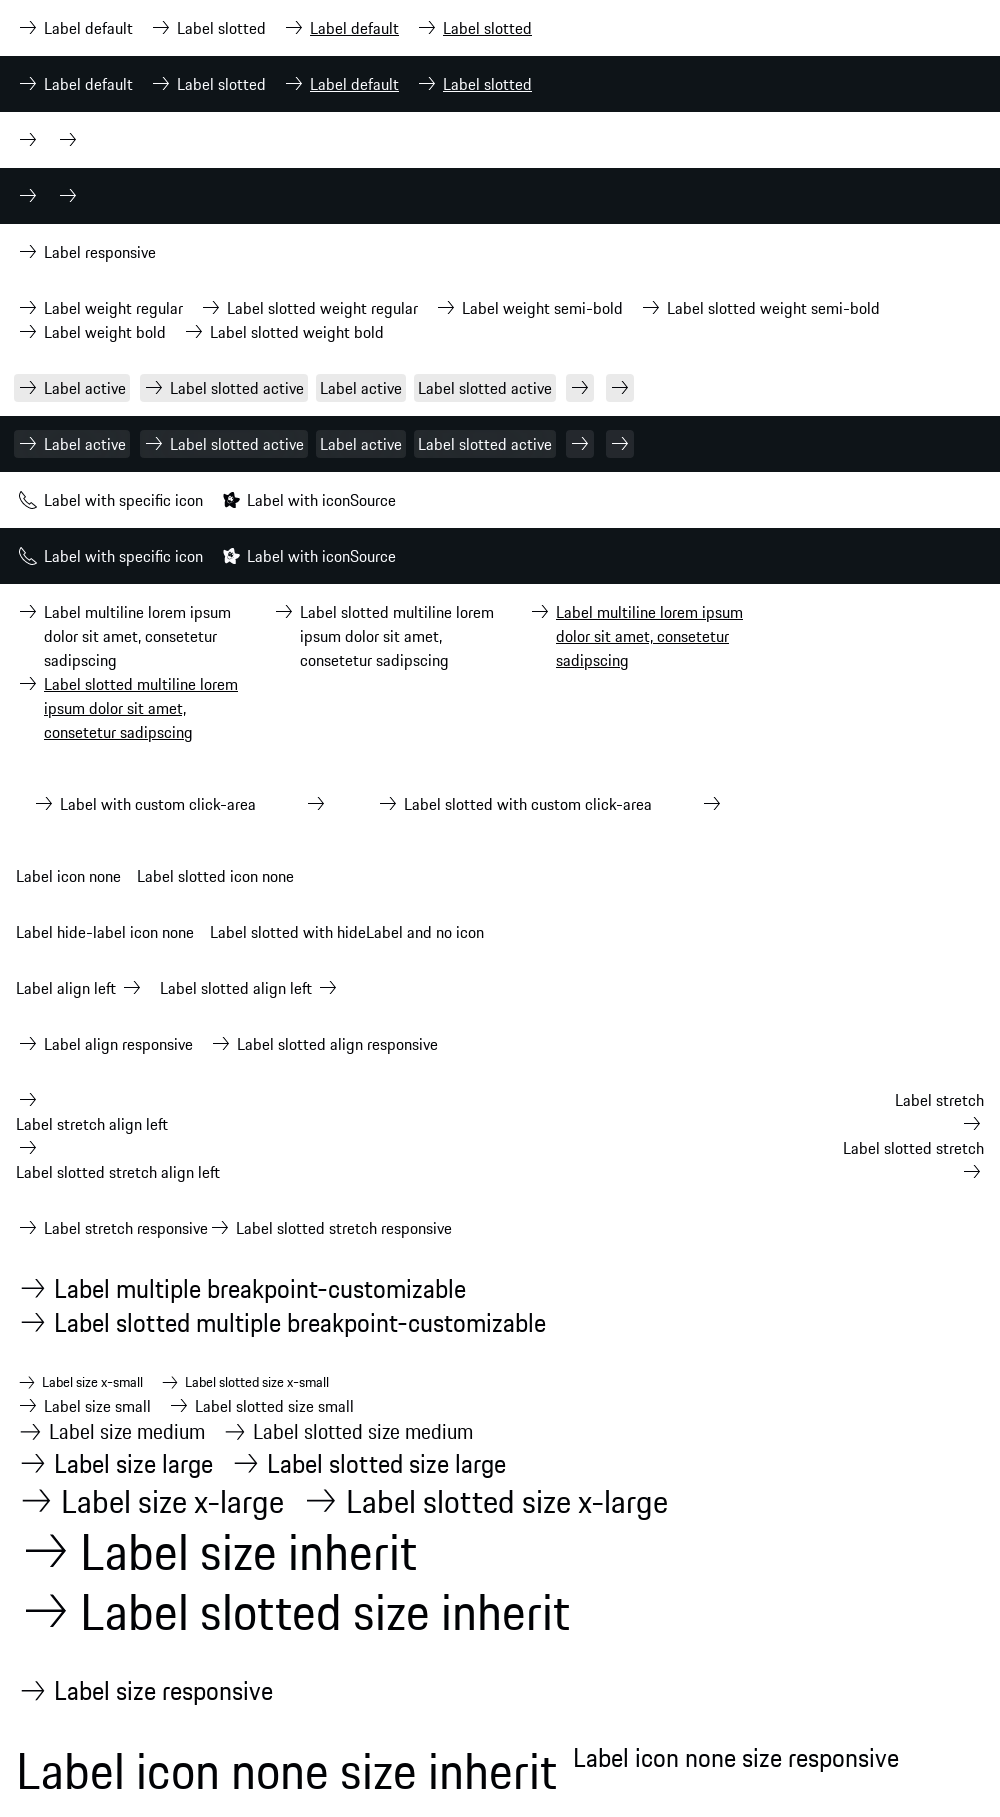 Label default Label slotted Label default Label slotted
Label default Label slotted Label default Label slotted
Label responsive
Label weight regular Label slotted weight regular Label weight semi-bold Label slotted weight semi-bold
Label weight bold Label slotted weight bold
Label active Label slotted active Label active Label slotted active
Label active Label slotted active Label active Label slotted active
Label with specific icon Label with iconSource
Label with specific icon Label with iconSource
Label multiline lorem ipsum
dolor sit amet, consetetur
sadipscing
Label slotted multiline lorem
ipsum dolor sit amet,
consetetur sadipscing
Label multiline lorem ipsum
dolor sit amet, consetetur
sadipscing
Label slotted multiline lorem
ipsum dolor sit amet,
consetetur sadipscing
Label with custom click-area Label slotted with custom click-area
Label icon none Label slotted icon none
Label hide-label icon none Label slotted with hideLabel and no icon
Label align left Label slotted align left
Label align responsive Label slotted align responsive
Label stretch
Label stretch align left
Label slotted stretch
Label slotted stretch align left
Label stretch responsive Label slotted stretch responsive
Label multiple breakpoint-customizable
Label slotted multiple breakpoint-customizable
Label size x-small Label slotted size x-small
Label size small Label slotted size small
Label size medium Label slotted size medium
Label size large Label slotted size large
Label size x-large Label slotted size x-large
Label size inherit
Label slotted size inherit
Label size responsive
Label icon none size inherit Label icon none size responsive